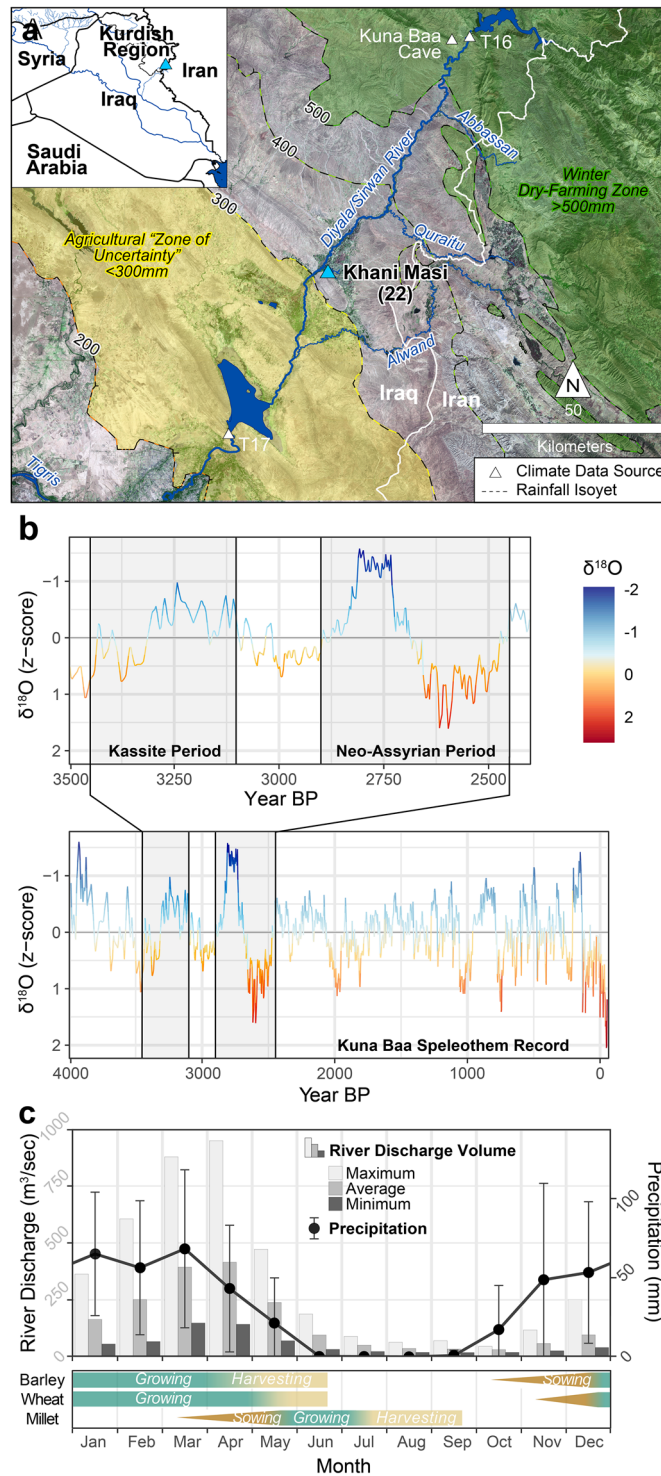 a
Kurdish
Region
Syria
Iran
Iraq
Saudi
Arabia
Kuna Baa
Cave
T16
500
400
300
200
Abbassan
Diyala/Sirwan River
Winter
Dry-Farming Zone
>500mm
Agricultural "Zone of
Uncertainty"
<300mm
Quraitu
Khani Masi
(22)
Alwand
Iraq
Iran
N
50
Kilometers
T17
Tigris
Climate Data Source
Rainfall Isoyet
b
δ18O (z−score)
−1
0
1
2
Kassite Period
Neo-Assyrian Period
3500
3250
3000
2750
2500
Year BP
δ18O
-2
-1
0
2
δ18O (z−score)
−1
0
1
2
Kuna Baa Speleothem Record
4000
3000
2000
1000
0
Year BP
c
River Discharge (m³/sec)
1000
750
500
250
0
River Discharge Volume
Maximum
Average
Minimum
Precipitation
Precipitation (mm)
100
50
0
Barley
Growing
Harvesting
Sowing
Wheat
Growing
Millet
Sowing
Growing
Harvesting
Jan
Feb
Mar
Apr
May
Jun
Jul
Aug
Sep
Oct
Nov
Dec
Month